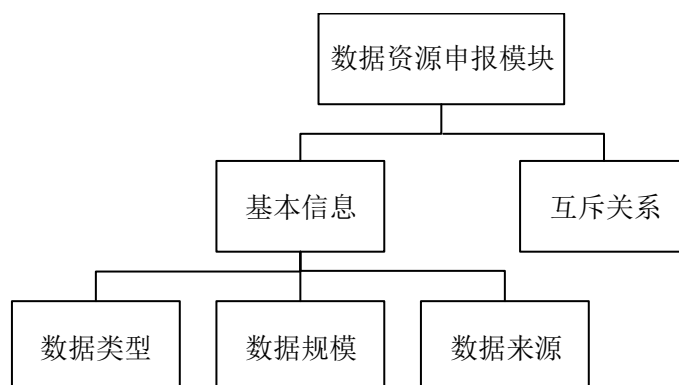 数据资源申报模块
基本信息
互斥关系
数据类型
数据规模
数据来源